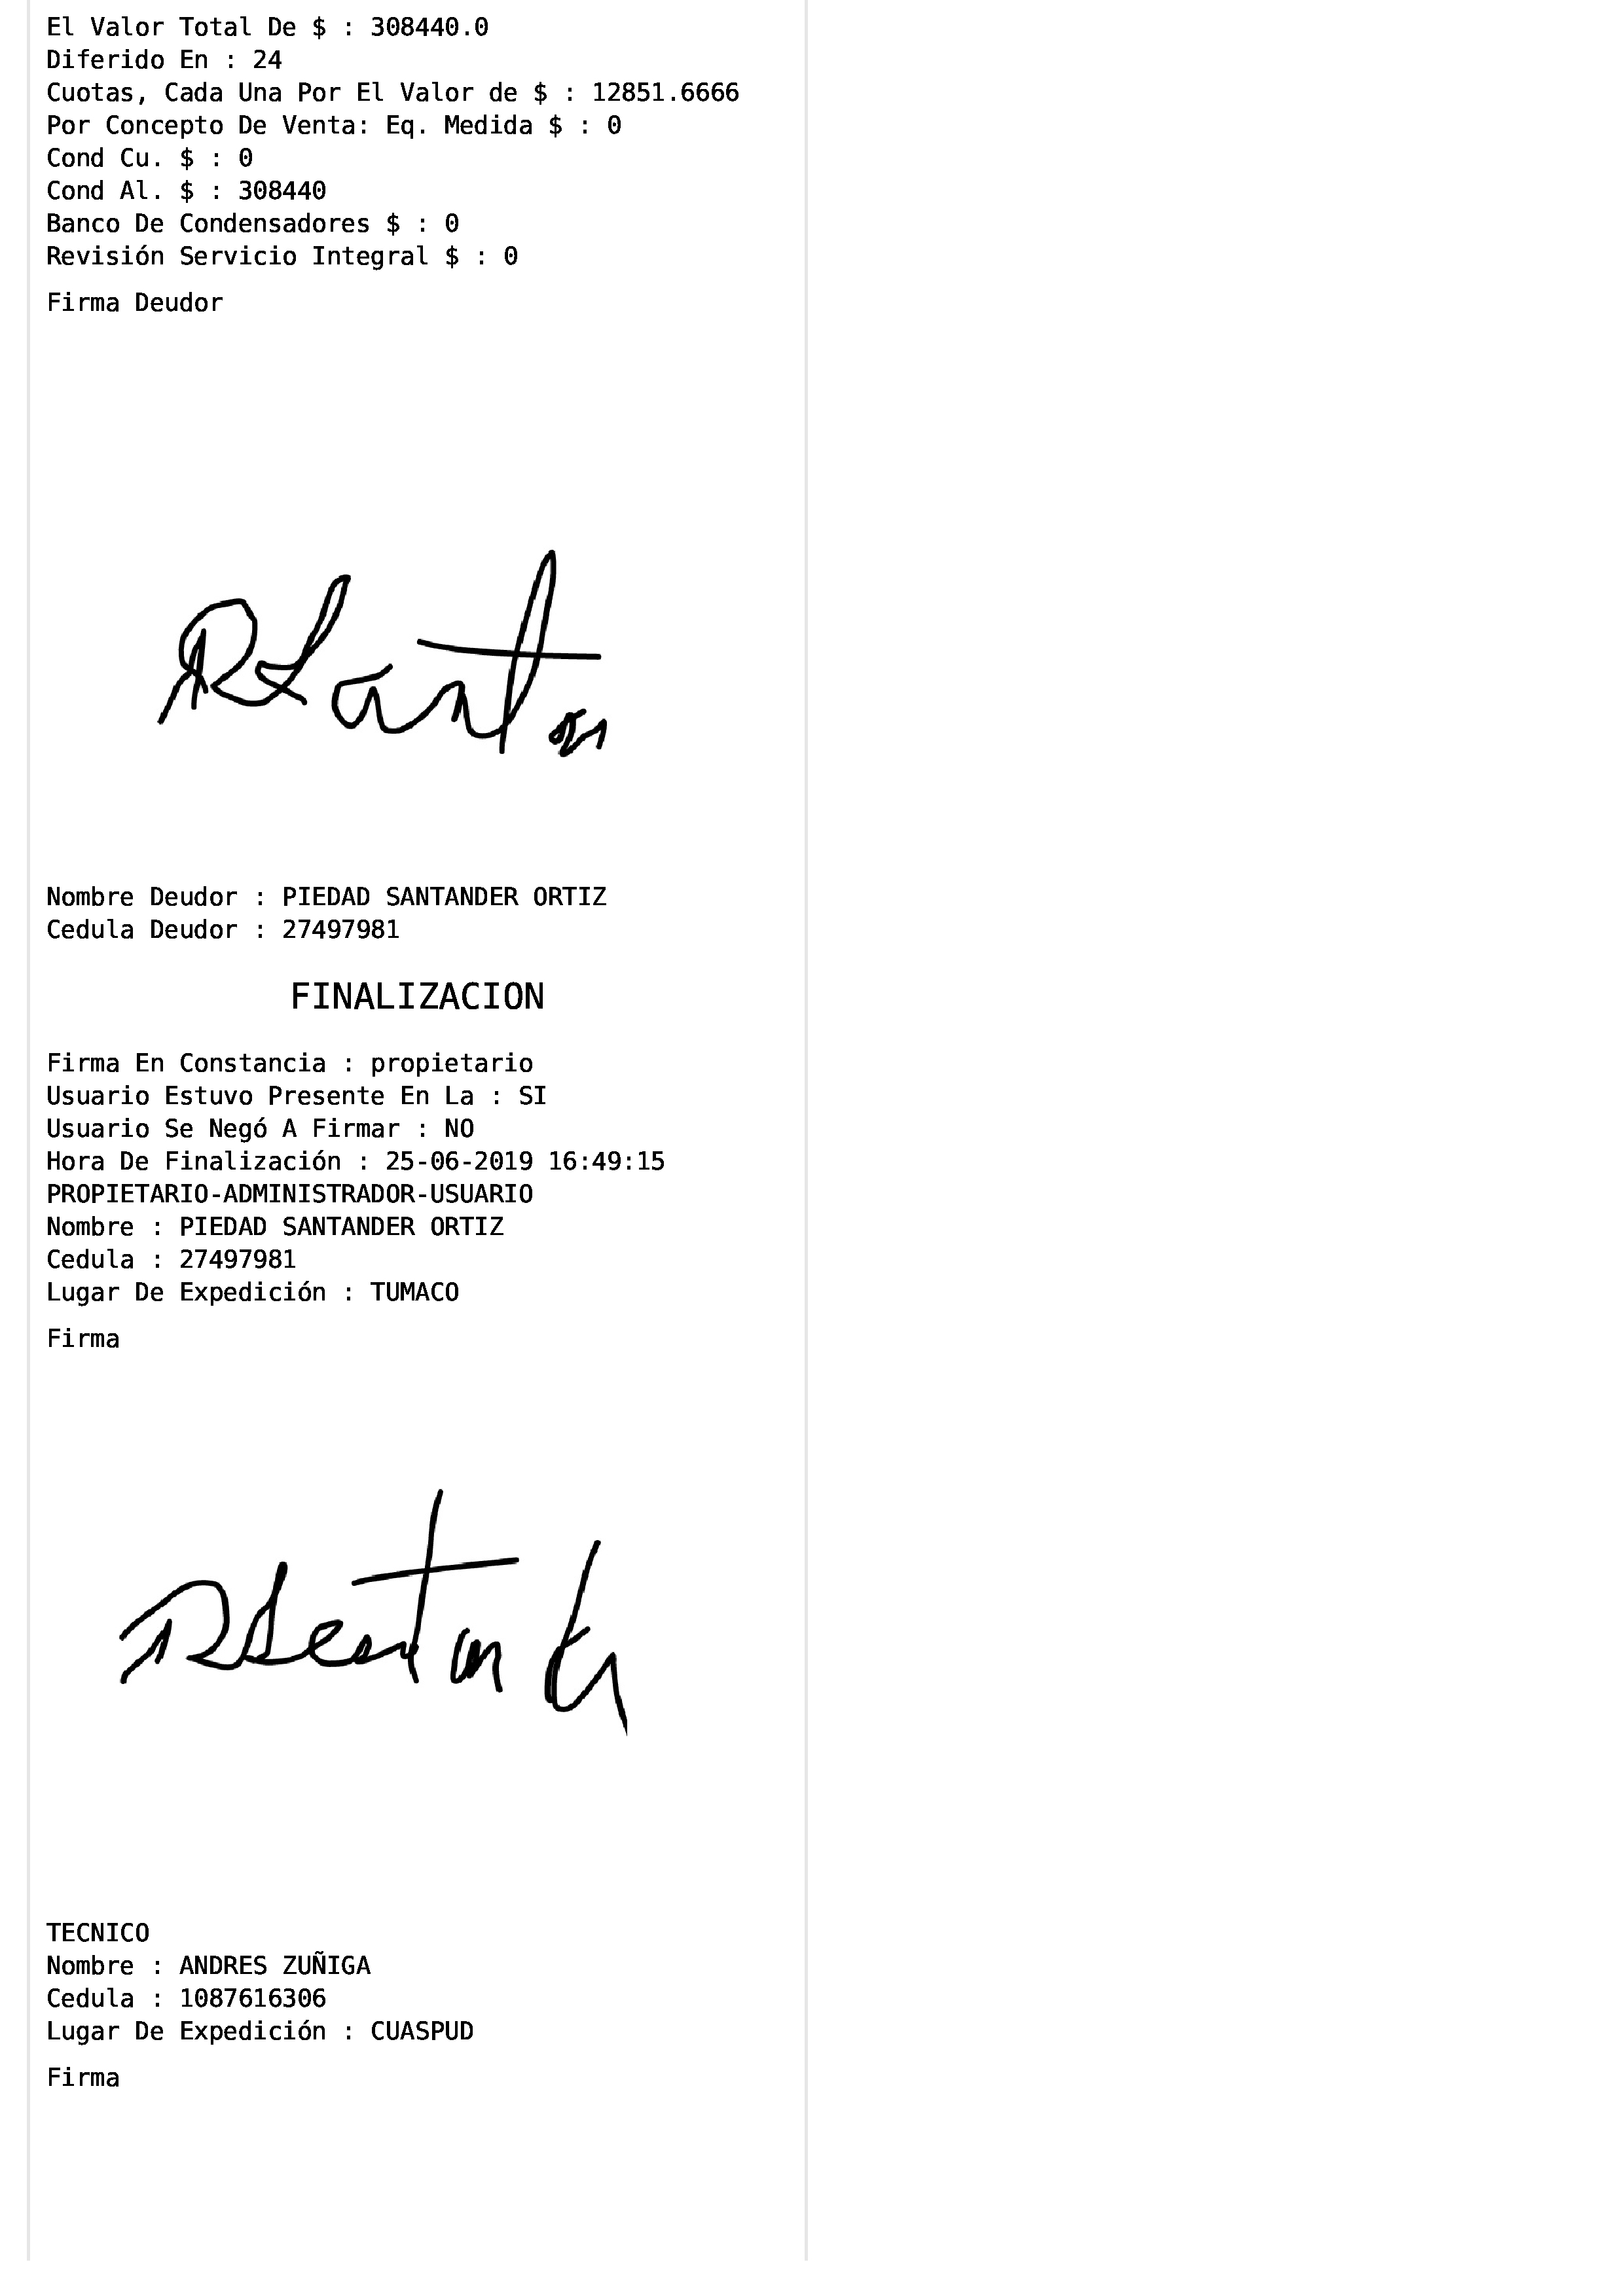 El Valor Total De $ : 308440.0
Diferido En : 24
Cuotas, Cada Una Por El Valor de $ : 12851.6666
Por Concepto De Venta: Eq. Medida $ : 0
Cond Cu. $ : 0
Cond Al. $ : 308440
Banco De Condensadores $ : 0
Revisión Servicio Integral $ : 0
Firma Deudor
Nombre Deudor : PIEDAD SANTANDER ORTIZ
Cedula Deudor : 27497981
FINALIZACION
Firma En Constancia : propietario
Usuario Estuvo Presente En La : SI
Usuario Se Negó A Firmar : NO
Hora De Finalización : 25-06-2019 16:49:15
PROPIETARIO-ADMINISTRADOR-USUARIO
Nombre : PIEDAD SANTANDER ORTIZ
Cedula : 27497981
Lugar De Expedición : TUMACO
Firma
TECNICO
Nombre : ANDRES ZUÑIGA
Cedula : 1087616306
Lugar De Expedición : CUASPUD
Firma